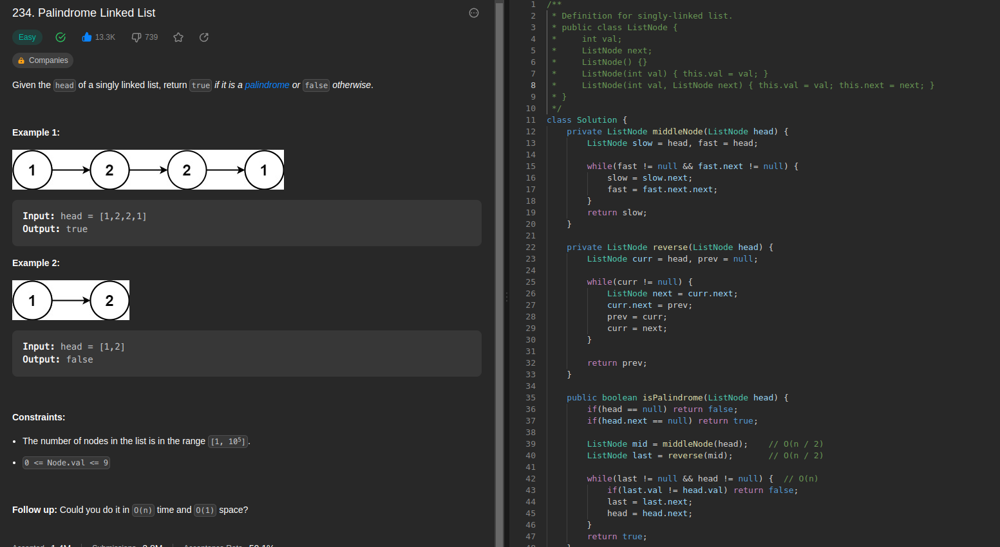 234. Palindrome Linked List
Easy
13.3K
739
Companies
Given the head of a singly linked list, return true if it is a palindrome or false otherwise.
Example 1:
1 2 2 1
Input: head = [1,2,2,1]
Output: true
Example 2:
1 2
Input: head = [1,2]
Output: false
Constraints:
• The number of nodes in the list is in the range [1, 10⁵].
• 0 <= Node.val <= 9
Follow up: Could you do it in O(n) time and O(1) space?
1 /**
2  * Definition for singly-linked list.
3  * public class ListNode {
4  *     int val;
5  *     ListNode next;
6  *     ListNode() {}
7  *     ListNode(int val) { this.val = val; }
8  *     ListNode(int val, ListNode next) { this.val = val; this.next = next; }
9  * }
10  */
11 class Solution {
12     private ListNode middleNode(ListNode head) {
13         ListNode slow = head, fast = head;
14
15         while(fast != null && fast.next != null) {
16             slow = slow.next;
17             fast = fast.next.next;
18         }
19         return slow;
20     }
21
22     private ListNode reverse(ListNode head) {
23         ListNode curr = head, prev = null;
24
25         while(curr != null) {
26             ListNode next = curr.next;
27             curr.next = prev;
28             prev = curr;
29             curr = next;
30         }
31
32         return prev;
33     }
34
35     public boolean isPalindrome(ListNode head) {
36         if(head == null) return false;
37         if(head.next == null) return true;
38
39         ListNode mid = middleNode(head);    // O(n / 2)
40         ListNode last = reverse(mid);       // O(n / 2)
41
42         while(last != null && head != null) {  // O(n)
43             if(last.val != head.val) return false;
44             last = last.next;
45             head = head.next;
46         }
47         return true;